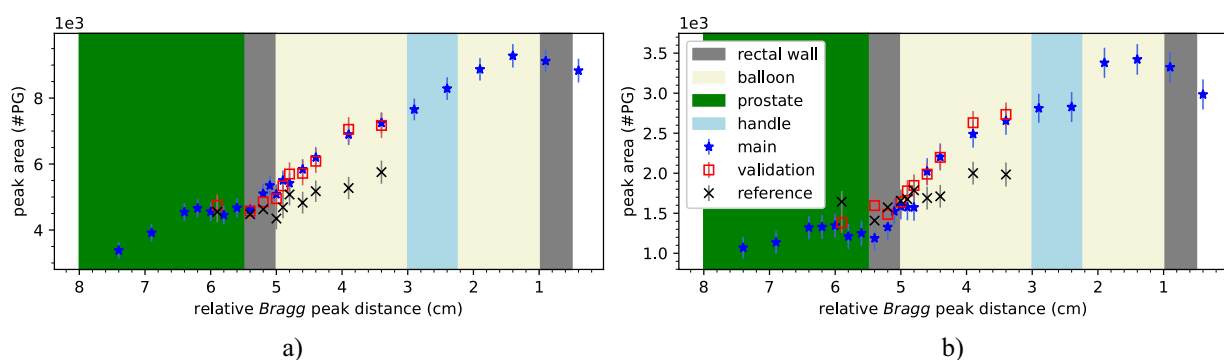 1e3
8
6
4
peak area (#PG)
8 7 6 5 4 3 2 1
relative Bragg peak distance (cm)
a)
1e3
3.5
3.0
2.5
2.0
1.5
1.0
peak area (#PG)
rectal wall
balloon
prostate
handle
main
validation
reference
8 7 6 5 4 3 2 1
relative Bragg peak distance (cm)
b)